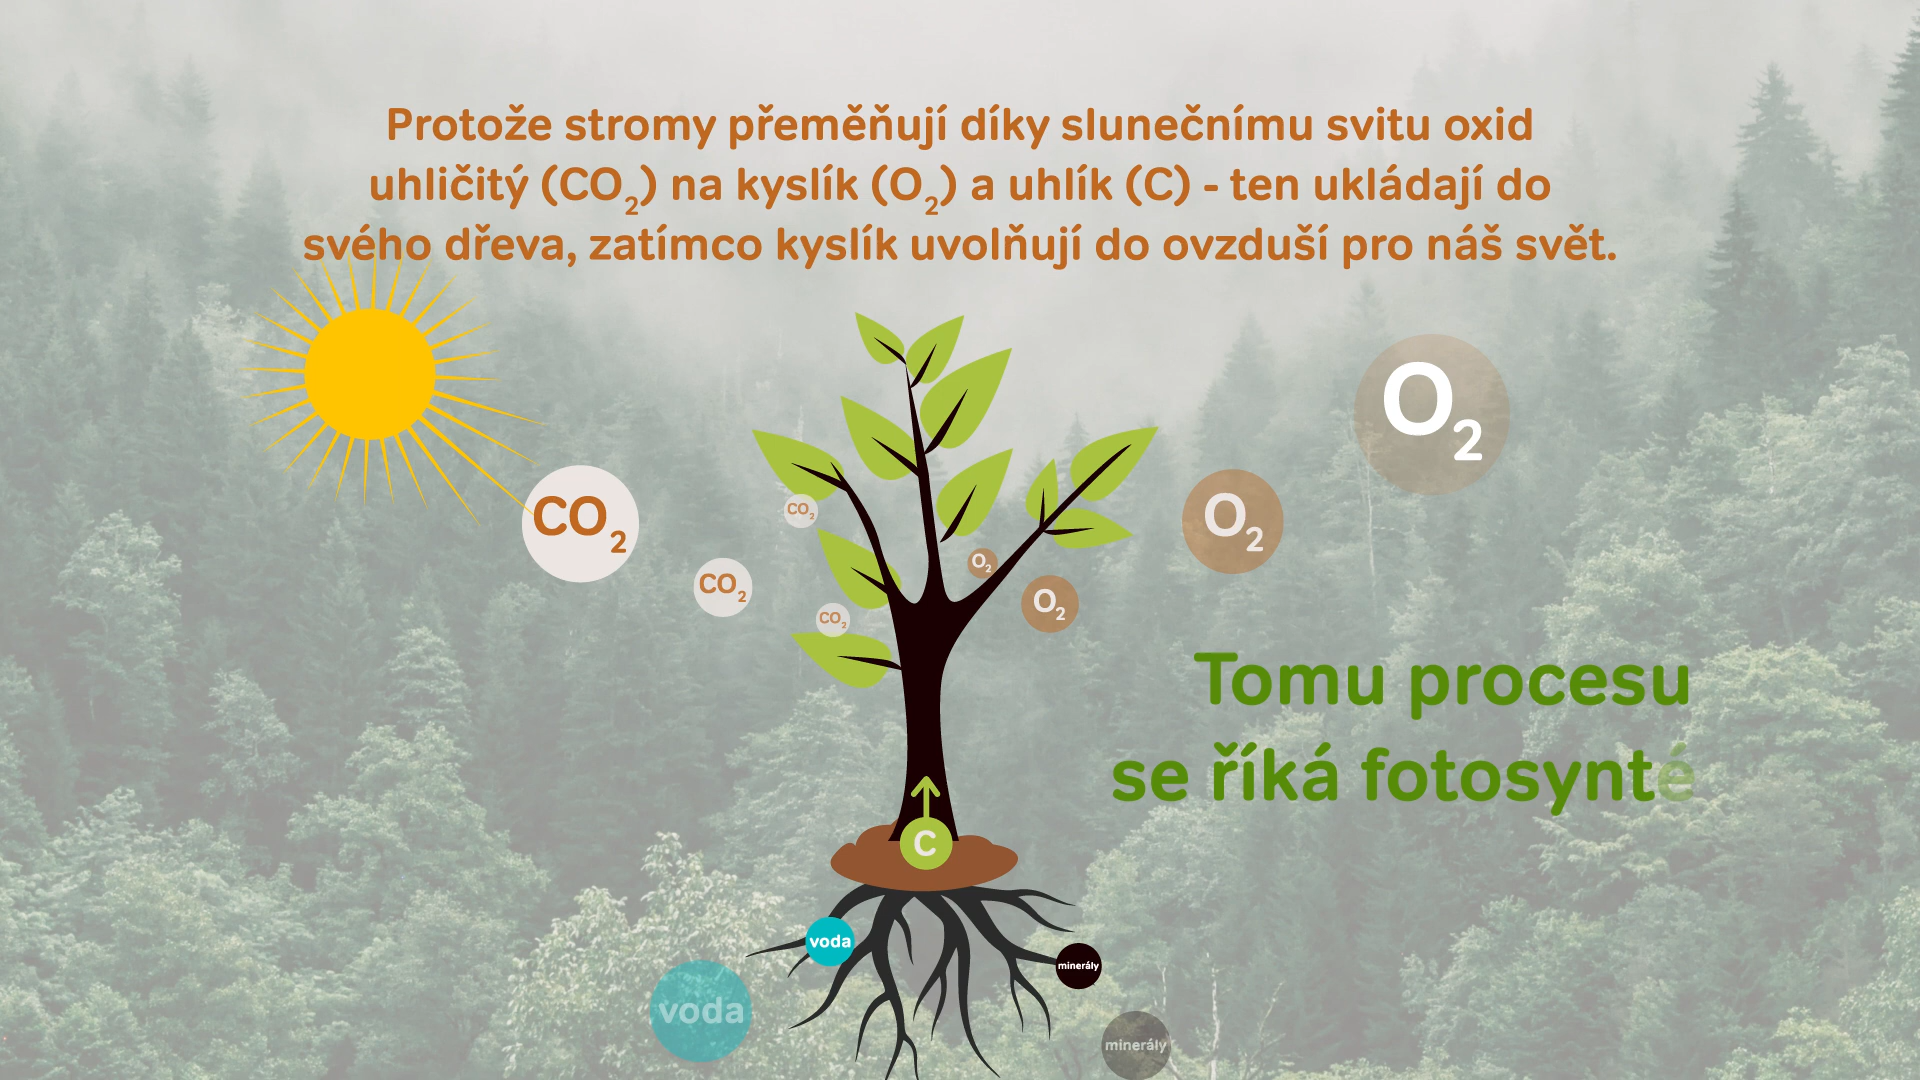 Protože stromy přeměňují díky slunečnímu svitu oxid
uhličitý (CO₂) na kyslík (O₂) a uhlík (C) - ten ukládají do
svého dřeva, zatímco kyslík uvolňují do ovzduší pro náš svět.
CO₂
CO₂
CO₂
CO₂
O₂
O₂
O₂
O₂
Tomu procesu
se říká fotosynté
C
voda
voda
minerály
minerály